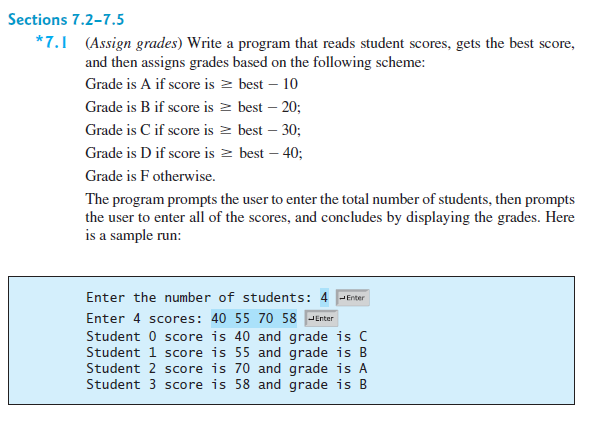 Sections 7.2–7.5
*7.1 (Assign grades) Write a program that reads student scores, gets the best score,
and then assigns grades based on the following scheme:
Grade is A if score is ≥ best − 10
Grade is B if score is ≥ best − 20;
Grade is C if score is ≥ best − 30;
Grade is D if score is ≥ best − 40;
Grade is F otherwise.
The program prompts the user to enter the total number of students, then prompts
the user to enter all of the scores, and concludes by displaying the grades. Here
is a sample run:
Enter the number of students: 4 ↵Enter
Enter 4 scores: 40 55 70 58 ↵Enter
Student 0 score is 40 and grade is C
Student 1 score is 55 and grade is B
Student 2 score is 70 and grade is A
Student 3 score is 58 and grade is B